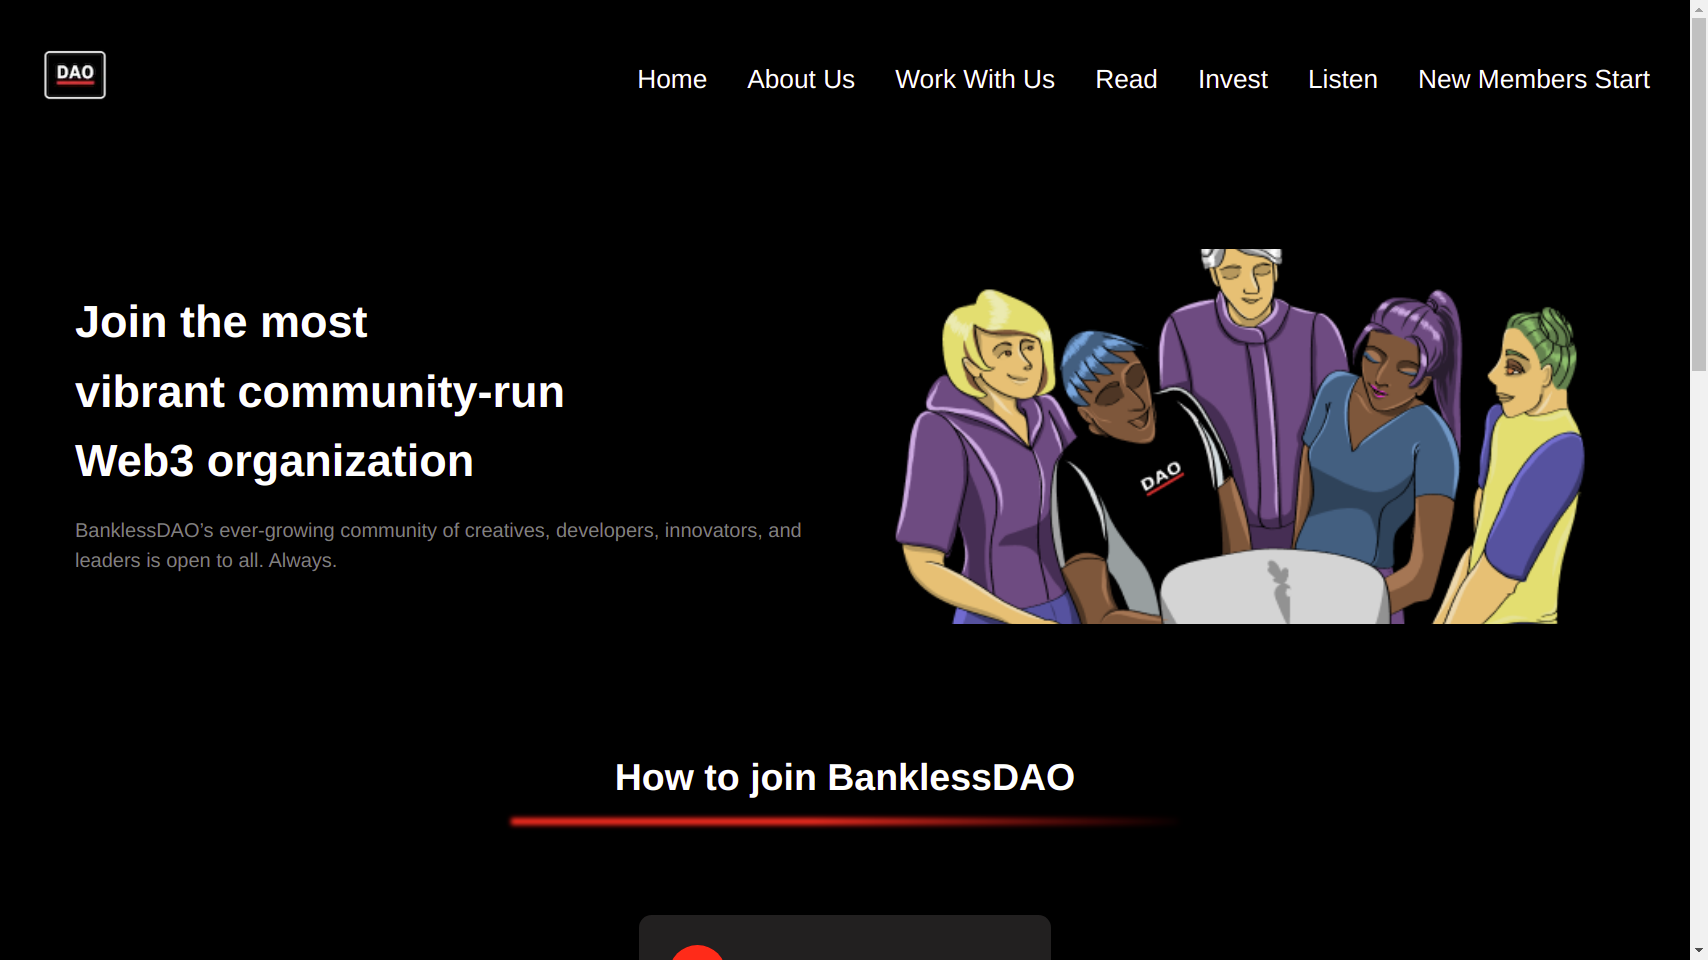 DAO
Home About Us Work With Us Read Invest Listen New Members Start
Join the most
vibrant community-run
Web3 organization
BanklessDAO’s ever-growing community of creatives, developers, innovators, and
leaders is open to all. Always.
DAO
How to join BanklessDAO